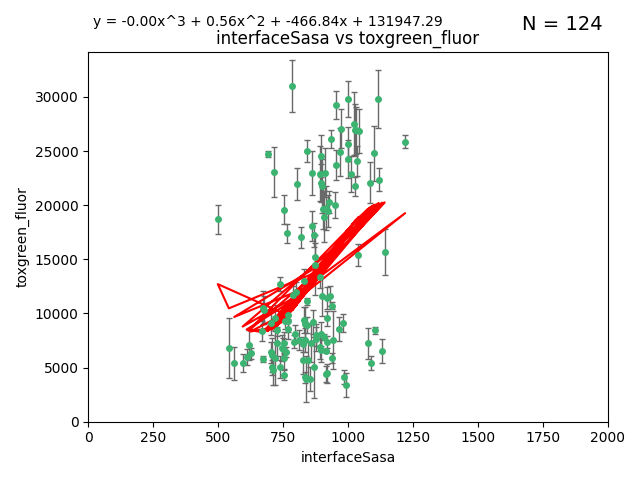 y = -0.00x^3 + 0.56x^2 + -466.84x + 131947.29
N = 124
interfaceSasa vs toxgreen_fluor
30000
25000
20000
15000
10000
5000
0
toxgreen_fluor
0 250 500 750 1000 1250 1500 1750 2000
interfaceSasa